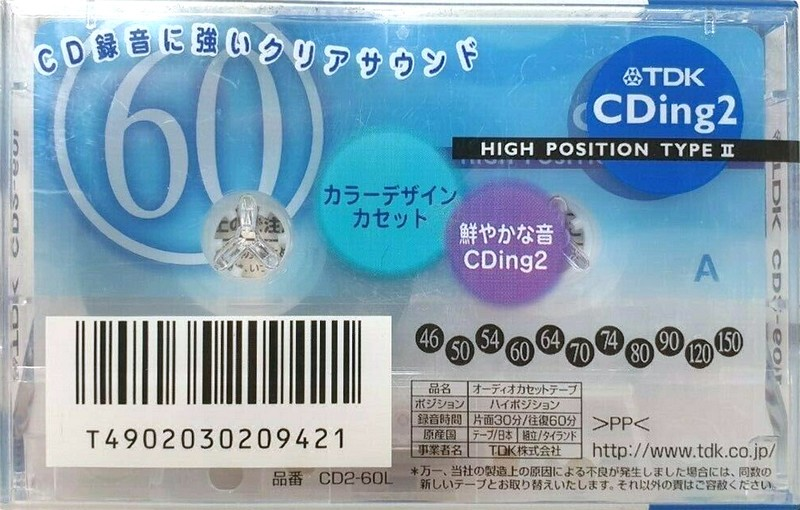 CD録音に強いクリアサウンド
60
TDK
CDing2
HIGH POSITION TYPE II
カラーデザイン
カセット
鮮やかな音
CDing2
A
46 50 54 60 64 70 74 80 90 120 150
T4902030209421
品番 CD2-60L
品名 オーディオカセットテープ
ポジション ハイポジション
録音時間 片面30分/往復60分
原産国 テープ/日本 組立/タイランド
事業者名 TDK株式会社
>PP<
http://www.tdk.co.jp/
*万一、当社の製造上の原因による不良が発生しました場合には、同数の
新しいテープとお取り替えいたします。それ以外の責はご容赦ください。